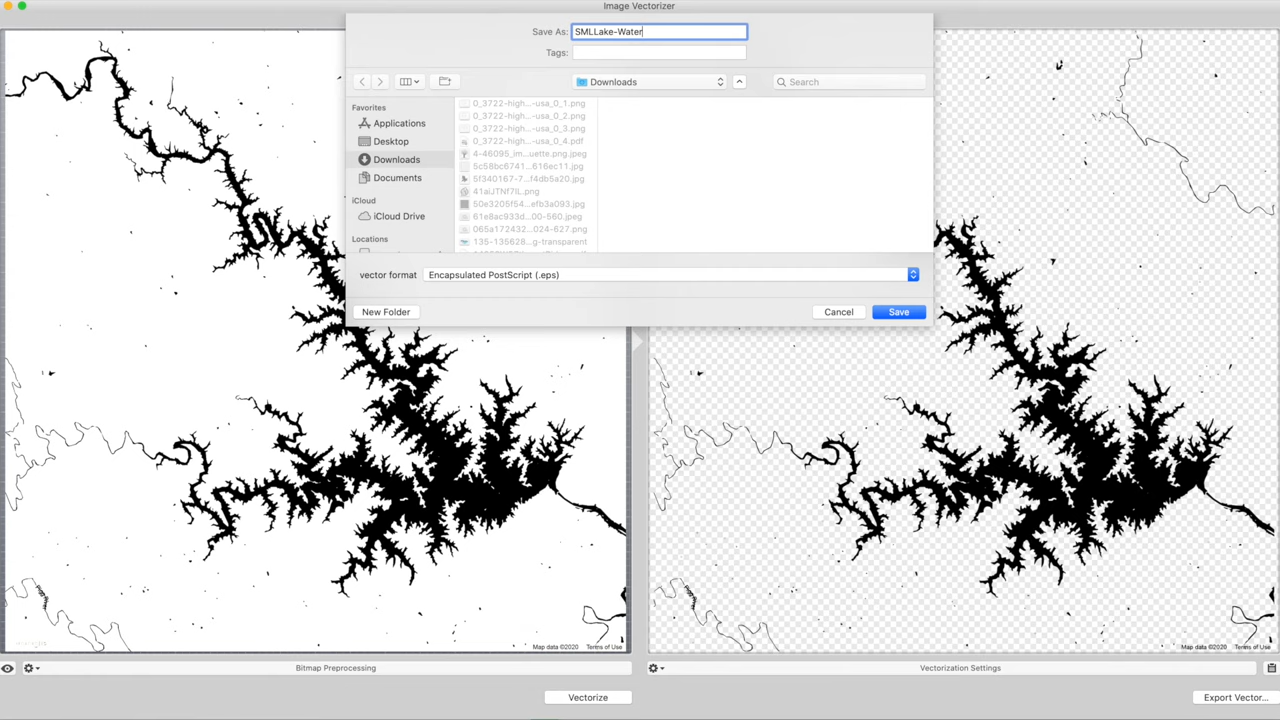 Image Vectorizer
Save As: SMLLake-Water
Tags:
Downloads
Search
Favorites
Applications
Desktop
Downloads
Documents
iCloud
iCloud Drive
Locations
0_3722-high...-usa_0_1.png
0_3722-high...-usa_0_2.png
0_3722-high...-usa_0_3.png
0_3722-high...-usa_0_4.pdf
4-46095_im...uette.png.jpeg
5c58bc6741...616ec11.jpg
5f340167-7...f4db5a20.jpg
41aiJTNf7IL.png
50e3205f54...efb3a093.jpg
61e8ac933d...00-560.jpeg
065a172432...024-627.png
135-135628...g-transparent
vector format Encapsulated PostScript (.eps)
New Folder
Cancel
Save
Map data ©2020 Terms of Use
Map data ©2020 Terms of Use
Bitmap Preprocessing
Vectorization Settings
Vectorize
Export Vector...